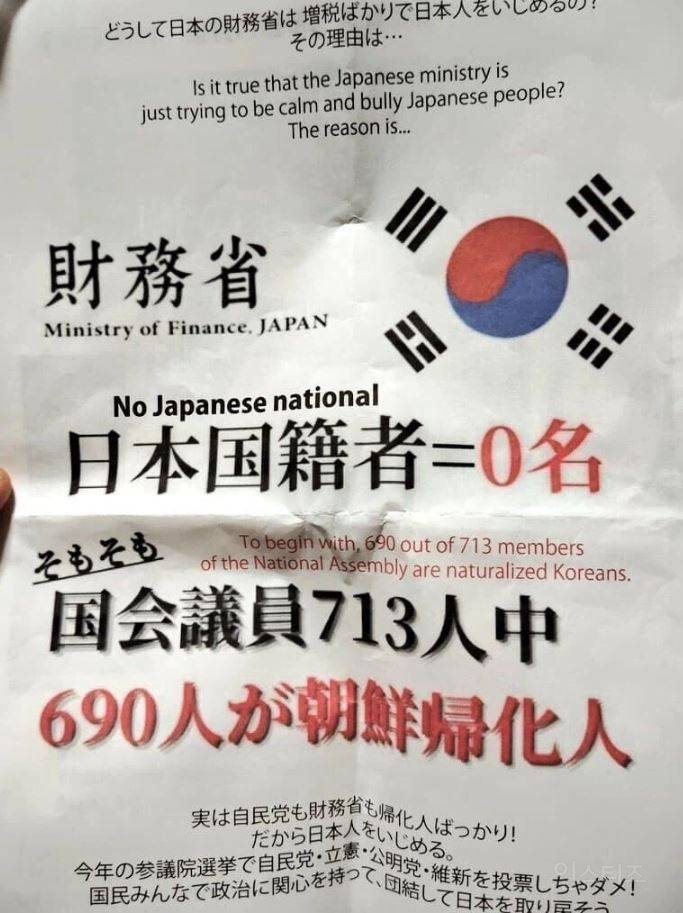 どうして日本の財務省は 増税ばかりで日本人をいじめるの?
その理由は…
Is it true that the Japanese ministry is
just trying to be calm and bully Japanese people?
The reason is...
財務省
Ministry of Finance, JAPAN
No Japanese national
日本国籍者=0名
そもそも
To begin with, 690 out of 713 members
of the National Assembly are naturalized Koreans.
国会議員713人中
690人が朝鮮帰化人
実は自民党も財務省も帰化人ばっかり!
だから日本人をいじめる。
今年の参議院選挙で自民党・立憲・公明党・維新を投票しちゃダメ!
国民みんなで政治に関心を持って、団結して日本を取り戻そう
인스티즈